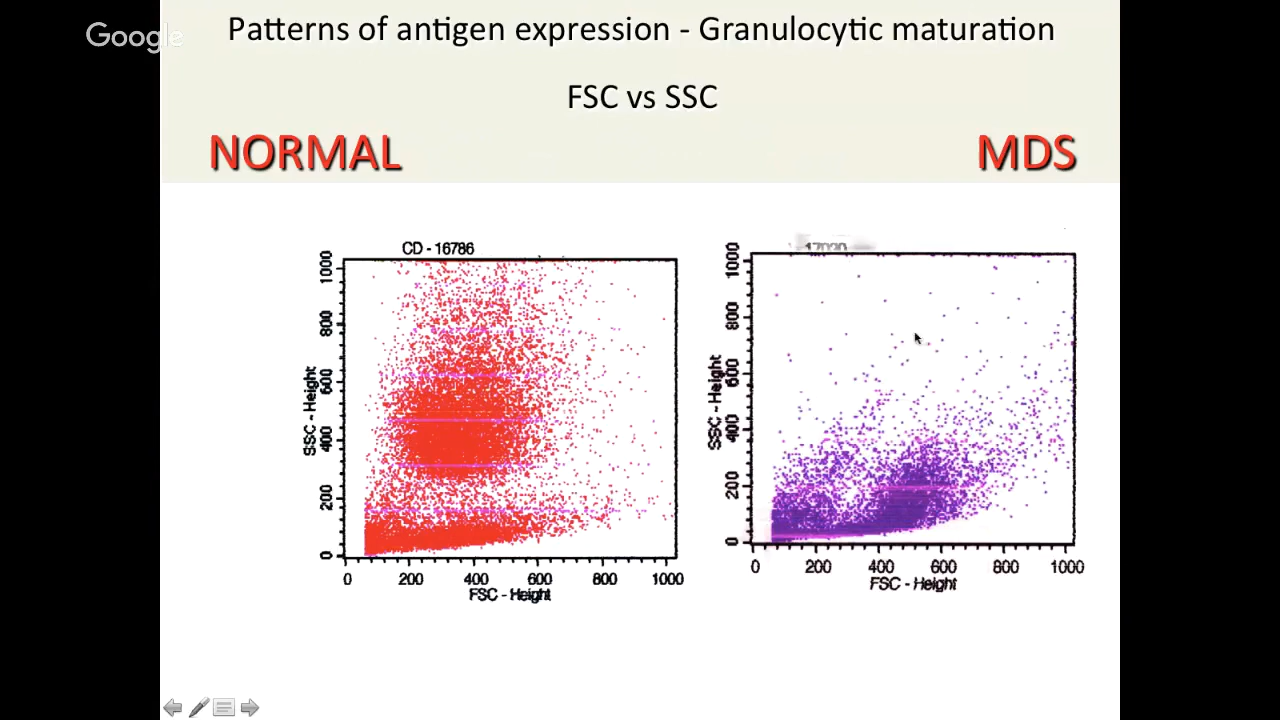 Google
Patterns of antigen expression - Granulocytic maturation
FSC vs SSC
NORMAL
MDS
CD - 16786
1000
800
600
400
200
0
SSC - Height
0 200 400 600 800 1000
FSC - Height
1000
800
600
400
200
0
SSC - Height
0 200 400 600 800 1000
FSC - Height